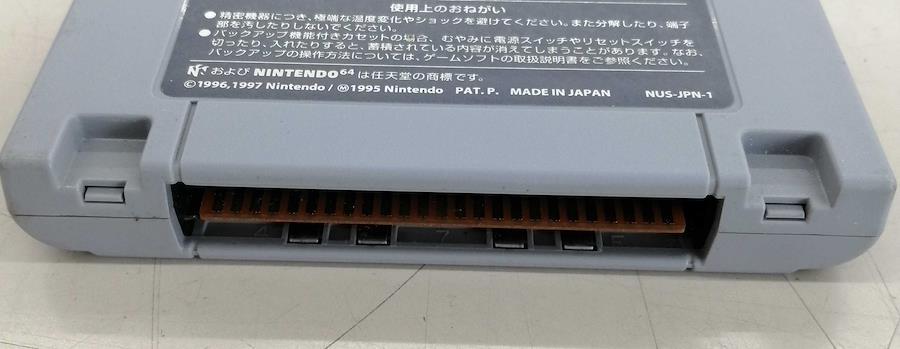 使用上のおねがい
●精密機器につき、極端な温度変化やショックを避けてください。また分解したり、端子
部を汚したりしないでください。
●バックアップ機能付きカセットの場合、むやみに電源スイッチやリセットスイッチを
切ったり、入れたりすると、蓄積されている内容が消えてしまうことがあります。なお、
バックアップの操作方法については、ゲームソフトの取扱説明書をご参照ください。
および NINTENDO64 は任天堂の商標です。
©1996,1997 Nintendo / Ⓜ1995 Nintendo PAT. P. MADE IN JAPAN NUS-JPN-1
4 7 5